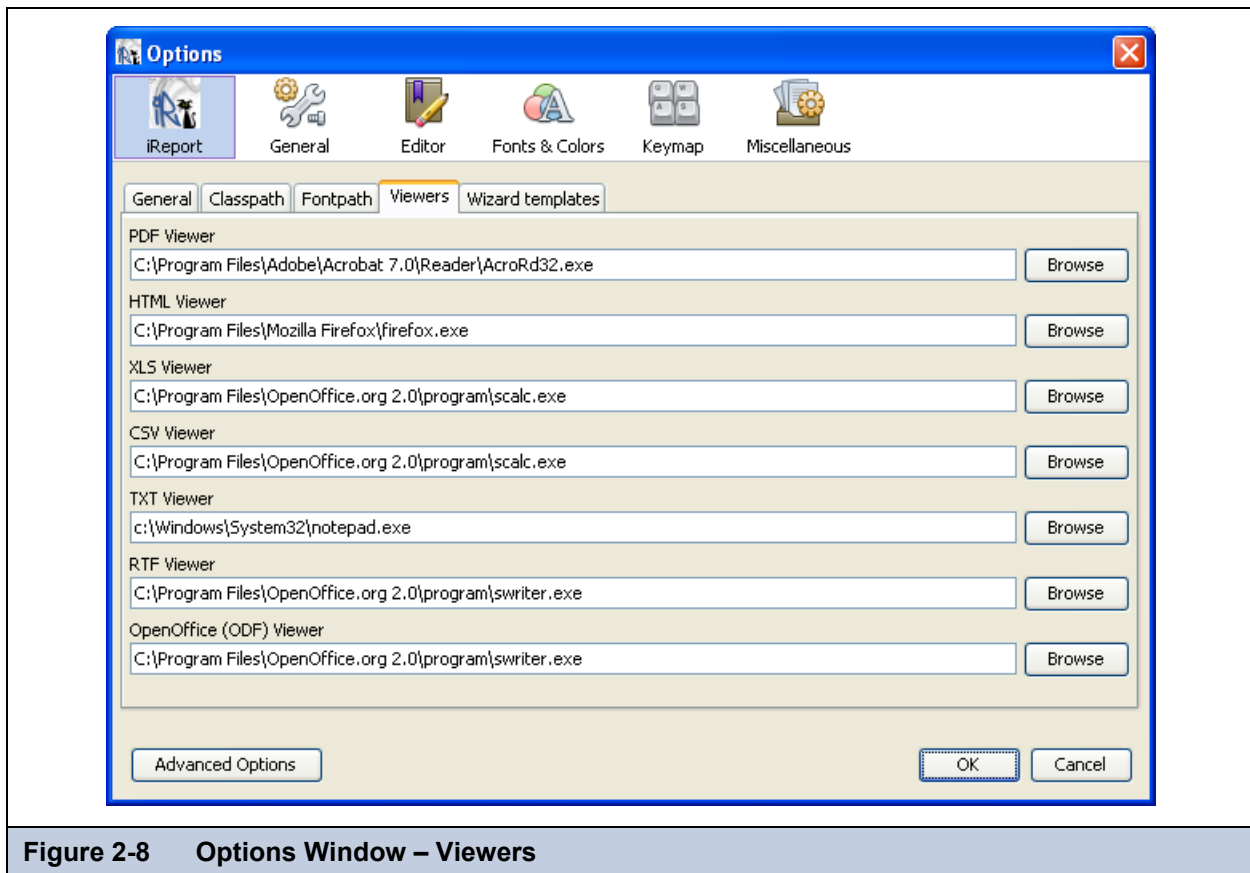 Options
iReport General Editor Fonts & Colors Keymap Miscellaneous
General Classpath Fontpath Viewers Wizard templates
PDF Viewer
C:\Program Files\Adobe\Acrobat 7.0\Reader\AcroRd32.exe Browse
HTML Viewer
C:\Program Files\Mozilla Firefox\firefox.exe Browse
XLS Viewer
C:\Program Files\OpenOffice.org 2.0\program\scalc.exe Browse
CSV Viewer
C:\Program Files\OpenOffice.org 2.0\program\scalc.exe Browse
TXT Viewer
c:\Windows\System32\notepad.exe Browse
RTF Viewer
C:\Program Files\OpenOffice.org 2.0\program\swriter.exe Browse
OpenOffice (ODF) Viewer
C:\Program Files\OpenOffice.org 2.0\program\swriter.exe Browse
Advanced Options OK Cancel
Figure 2-8 Options Window – Viewers